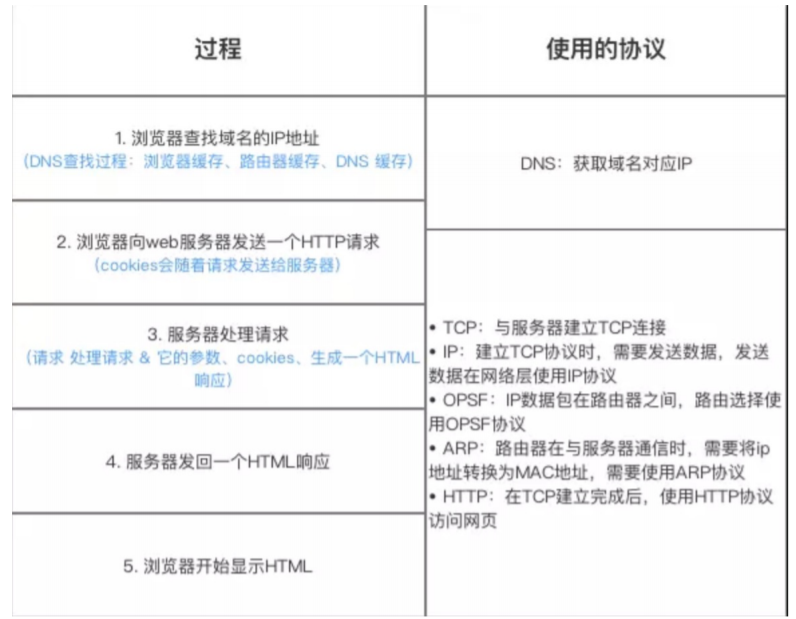 过程
使用的协议
1. 浏览器查找域名的IP地址
（DNS查找过程：浏览器缓存、路由器缓存、DNS 缓存）
DNS：获取域名对应IP
2. 浏览器向web服务器发送一个HTTP请求
（cookies会随着请求发送给服务器）
3. 服务器处理请求
（请求 处理请求 & 它的参数、cookies、生成一个HTML
响应）
4. 服务器发回一个HTML响应
5. 浏览器开始显示HTML
• TCP：与服务器建立TCP连接
• IP：建立TCP协议时，需要发送数据，发送
数据在网络层使用IP协议
• OPSF：IP数据包在路由器之间，路由选择使
用OPSF协议
• ARP：路由器在与服务器通信时，需要将ip
地址转换为MAC地址，需要使用ARP协议
• HTTP：在TCP建立完成后，使用HTTP协议
访问网页